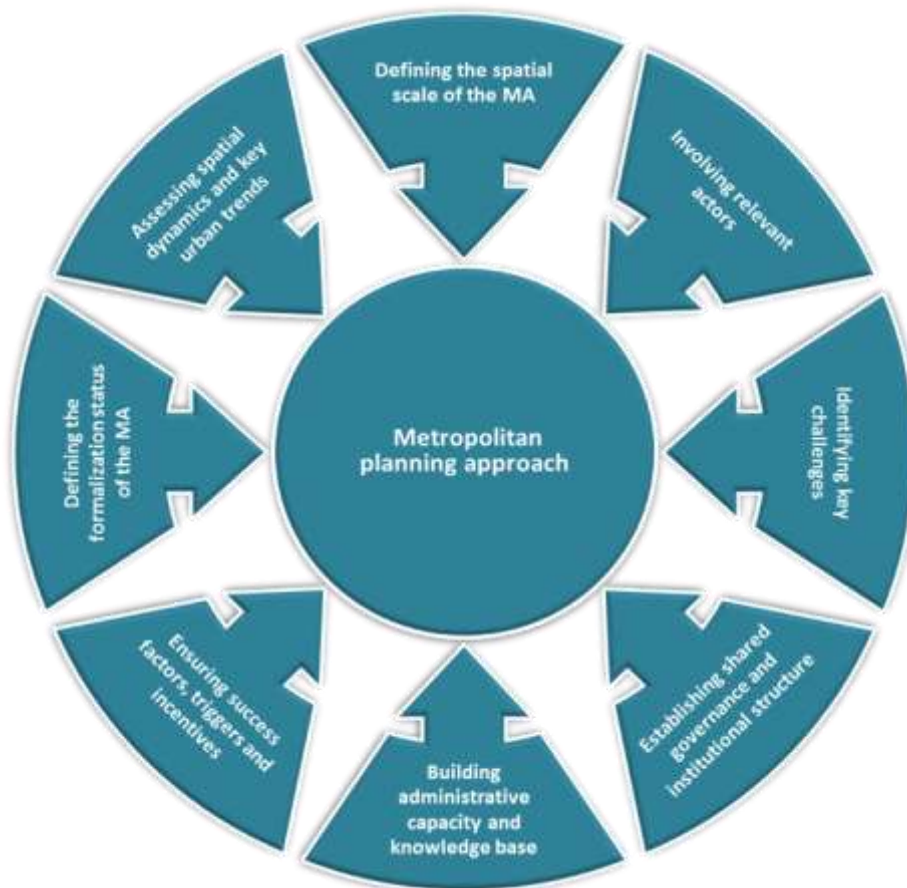 Defining the spatial
scale of the MA
Involving relevant
actors
Identifying key
challenges
Establishing shared
governance and
institutional structure
Building
administrative
capacity and
knowledge base
Ensuring success
factors, triggers and
incentives
Defining the
formalization status
of the MA
Assessing spatial
dynamics and key
urban trends
Metropolitan
planning approach